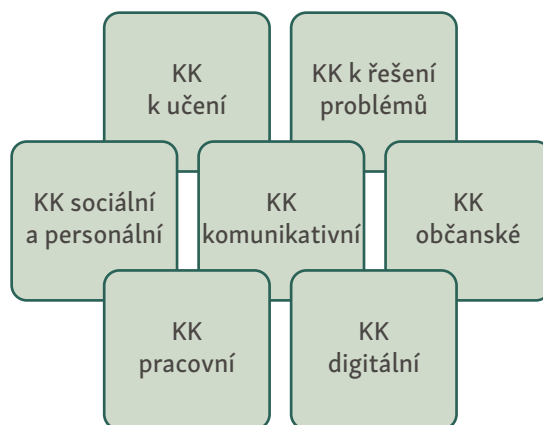 KK
k učení
KK k řešení
problémů
KK sociální
a personální
KK
komunikativní
KK
občanské
KK
pracovní
KK
digitální